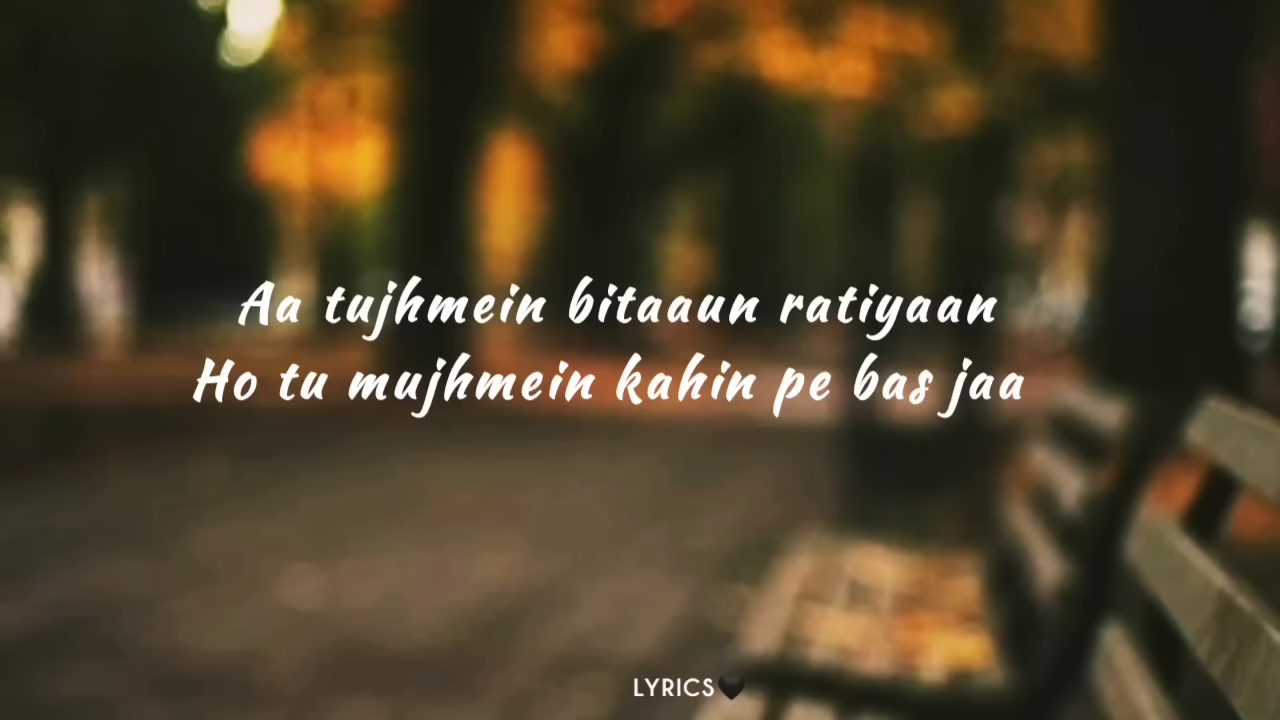 Aa tujhmein bitaaun ratiyaan
Ho tu mujhmein kahin pe bas jaa
LYRICS🖤